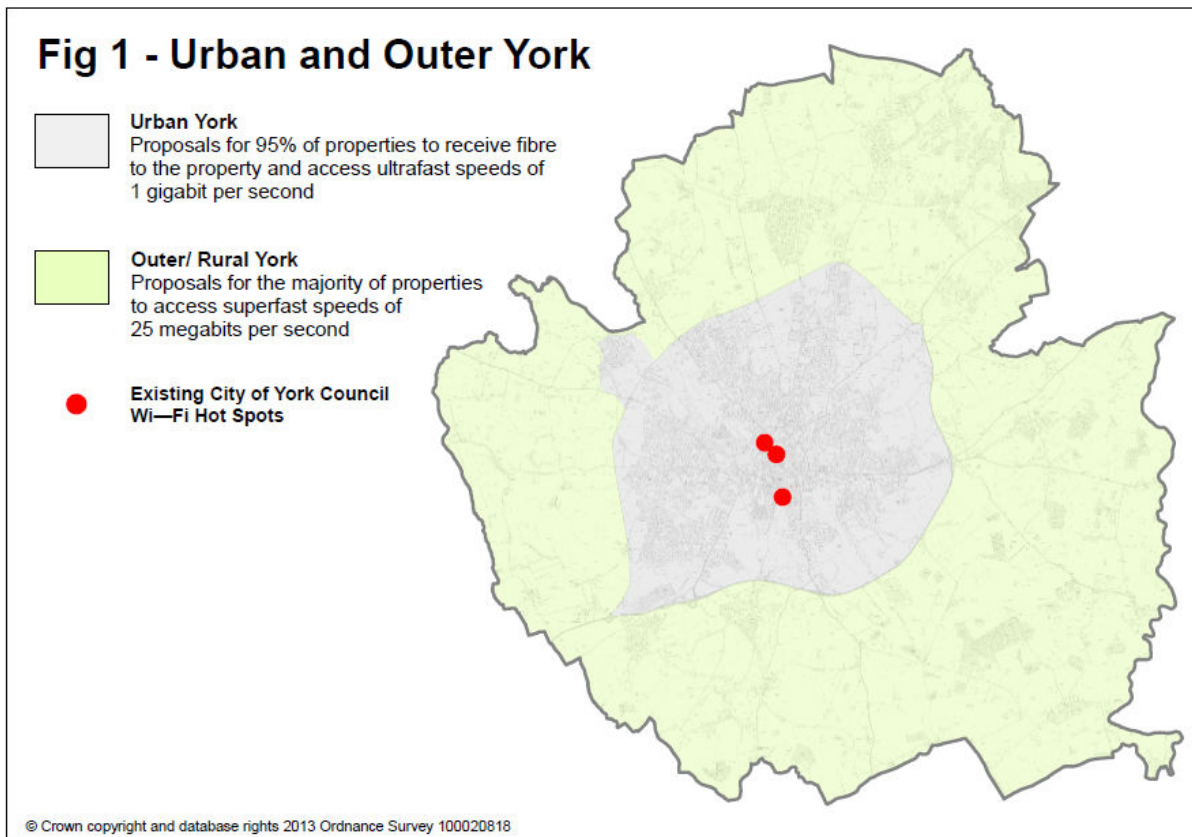 Fig 1 - Urban and Outer York
Urban York
Proposals for 95% of properties to receive fibre
to the property and access ultrafast speeds of
1 gigabit per second
Outer/ Rural York
Proposals for the majority of properties
to access superfast speeds of
25 megabits per second
Existing City of York Council
Wi—Fi Hot Spots
© Crown copyright and database rights 2013 Ordnance Survey 100020818